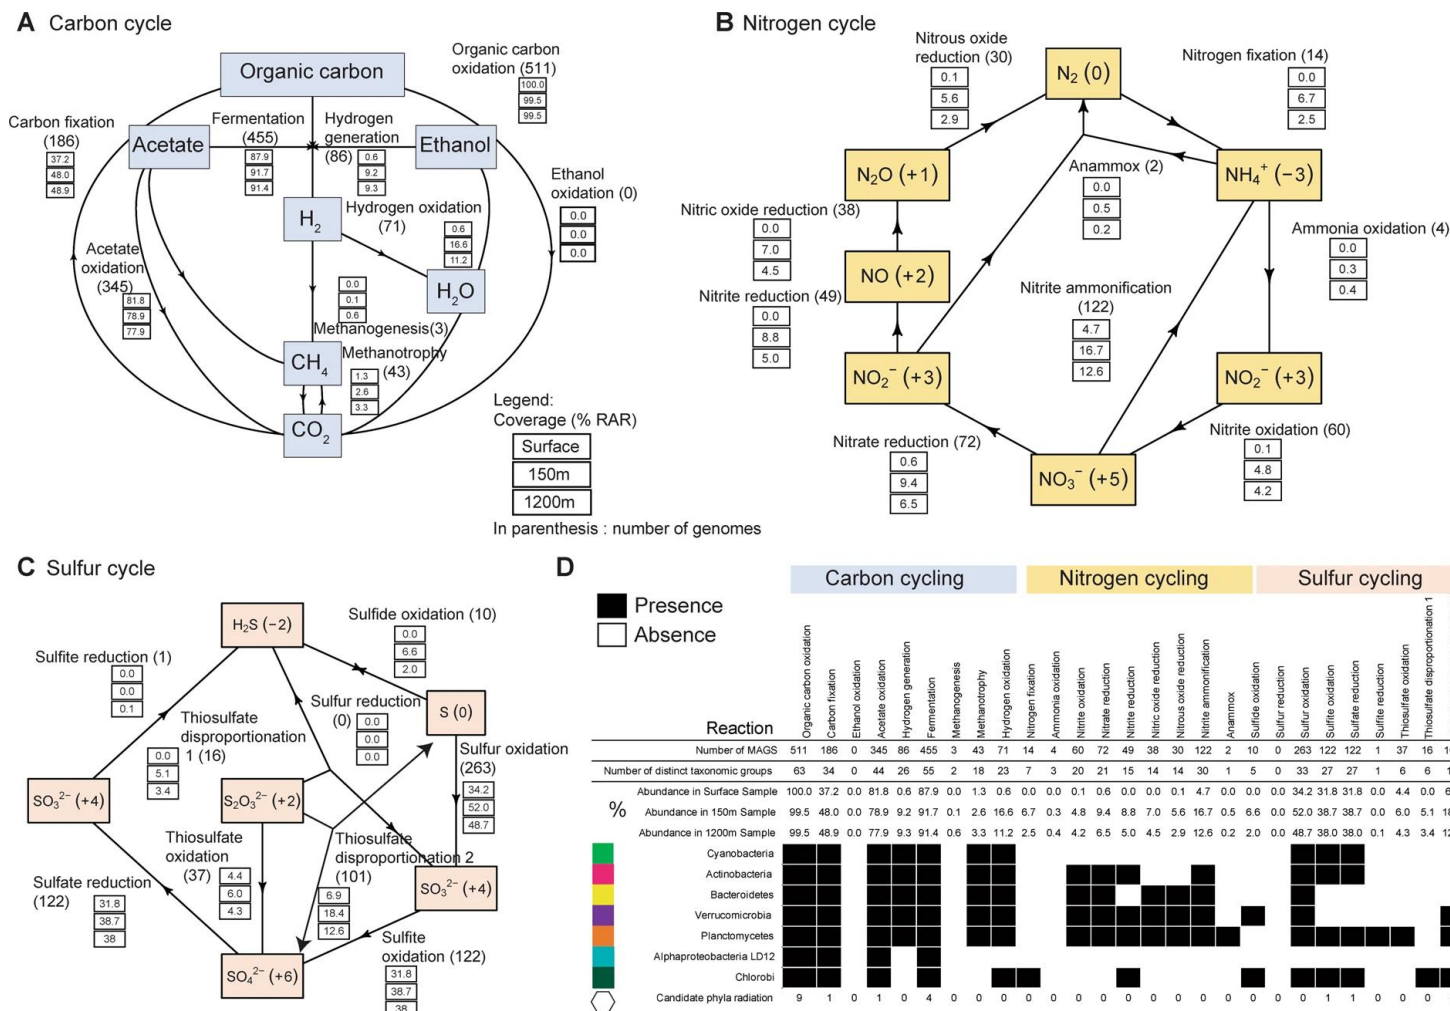 A Carbon cycle
Organic carbon
Organic carbon
oxidation (511)
100.0
99.5
99.5
Carbon fixation
(186)
37.2
48.0
48.9
Acetate
Fermentation
(455)
87.9
91.7
91.4
Hydrogen
generation
(86)
0.6
9.2
9.3
Ethanol
Ethanol
oxidation (0)
0.0
0.0
0.0
H₂
Hydrogen oxidation
(71)
0.6
16.6
11.2
Acetate
oxidation
(345)
81.8
78.9
77.9
H₂O
0.0
0.1
0.6
Methanogenesis(3)
CH₄
Methanotrophy
(43)
1.3
2.6
3.3
CO₂
Legend:
Coverage (% RAR)
Surface
150m
1200m
In parenthesis : number of genomes
B Nitrogen cycle
Nitrous oxide
reduction (30)
0.1
5.6
2.9
N₂ (0)
Nitrogen fixation (14)
0.0
6.7
2.5
N₂O (+1)
Anammox (2)
0.0
0.5
0.2
NH₄⁺ (−3)
Nitric oxide reduction (38)
0.0
7.0
4.5
NO (+2)
Ammonia oxidation (4)
0.0
0.3
0.4
Nitrite reduction (49)
0.0
8.8
5.0
Nitrite ammonification
(122)
4.7
16.7
12.6
NO₂⁻ (+3)
NO₂⁻ (+3)
Nitrate reduction (72)
0.6
9.4
6.5
NO₃⁻ (+5)
Nitrite oxidation (60)
0.1
4.8
4.2
C Sulfur cycle
H₂S (−2)
Sulfide oxidation (10)
0.0
6.6
2.0
Sulfite reduction (1)
0.0
0.0
0.1
Sulfur reduction
(0)
0.0
0.0
0.0
S (0)
Thiosulfate
disproportionation
1 (16)
0.0
5.1
3.4
Sulfur oxidation
(263)
34.2
52.0
48.7
SO₃²⁻ (+4)
S₂O₃²⁻ (+2)
Thiosulfate
oxidation
(37)
4.4
6.0
4.3
Thiosulfate
disproportionation 2
(101)
6.9
18.4
12.6
SO₃²⁻ (+4)
Sulfate reduction
(122)
31.8
38.7
38
SO₄²⁻ (+6)
Sulfite
oxidation (122)
31.8
38.7
38
D
Presence
Absence
Carbon cycling Nitrogen cycling Sulfur cycling
Reaction
Organic carbon oxidation
Carbon fixation
Ethanol oxidation
Acetate oxidation
Hydrogen generation
Fermentation
Methanogenesis
Methanotrophy
Hydrogen oxidation
Nitrogen fixation
Ammonia oxidation
Nitrite oxidation
Nitrate reduction
Nitrite reduction
Nitric oxide reduction
Nitrous oxide reduction
Nitrite ammonification
Anammox
Sulfide oxidation
Sulfur reduction
Sulfur oxidation
Sulfite oxidation
Sulfate reduction
Sulfite reduction
Thiosulfate oxidation
Thiosulfate disproportionation 1
Number of MAGS 511 186 0 345 86 455 3 43 71 14 4 60 72 49 38 30 122 2 10 0 263 122 122 1 37 16
Number of distinct taxonomic groups 63 34 0 44 26 55 2 18 23 7 3 20 21 15 14 14 30 1 5 0 33 27 27 1 6 6
%
Abundance in Surface Sample 100.0 37.2 0.0 81.8 0.6 87.9 0.0 1.3 0.6 0.0 0.0 0.1 0.6 0.0 0.0 0.1 4.7 0.0 0.0 0.0 34.2 31.8 31.8 0.0 4.4 0.0
Abundance in 150m Sample 99.5 48.0 0.0 78.9 9.2 91.7 0.1 2.6 16.6 6.7 0.3 4.8 9.4 8.8 7.0 5.6 16.7 0.5 6.6 0.0 52.0 38.7 38.7 0.0 6.0 5.1
Abundance in 1200m Sample 99.5 48.9 0.0 77.9 9.3 91.4 0.6 3.3 11.2 2.5 0.4 4.2 6.5 5.0 4.5 2.9 12.6 0.2 2.0 0.0 48.7 38.0 38.0 0.1 4.3 3.4
Cyanobacteria
Actinobacteria
Bacteroidetes
Verrucomicrobia
Planctomycetes
Alphaproteobacteria LD12
Chlorobi
Candidate phyla radiation 9 1 0 1 0 4 0 0 0 0 0 0 0 0 0 0 0 0 0 0 0 1 1 0 0 0